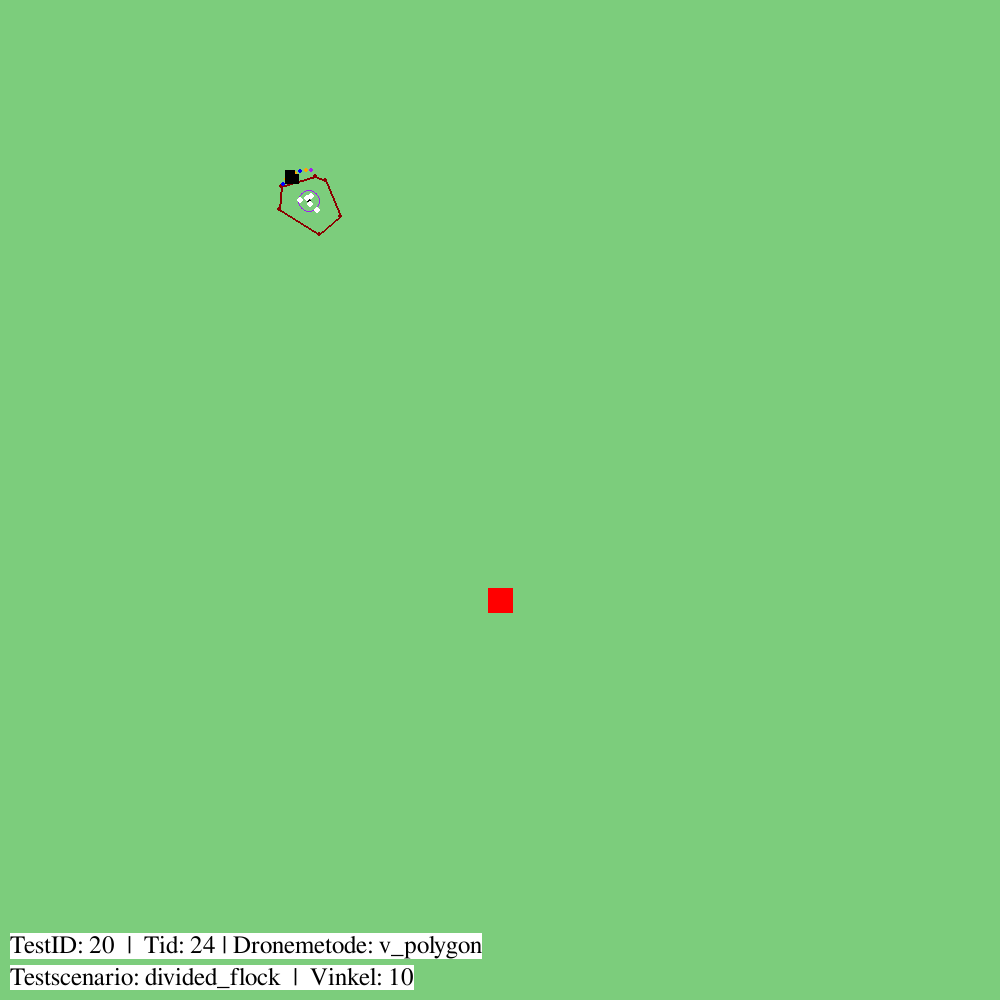 TestID: 20 | Tid: 24 | Dronemetode: v_polygon
Testscenario: divided_flock | Vinkel: 10